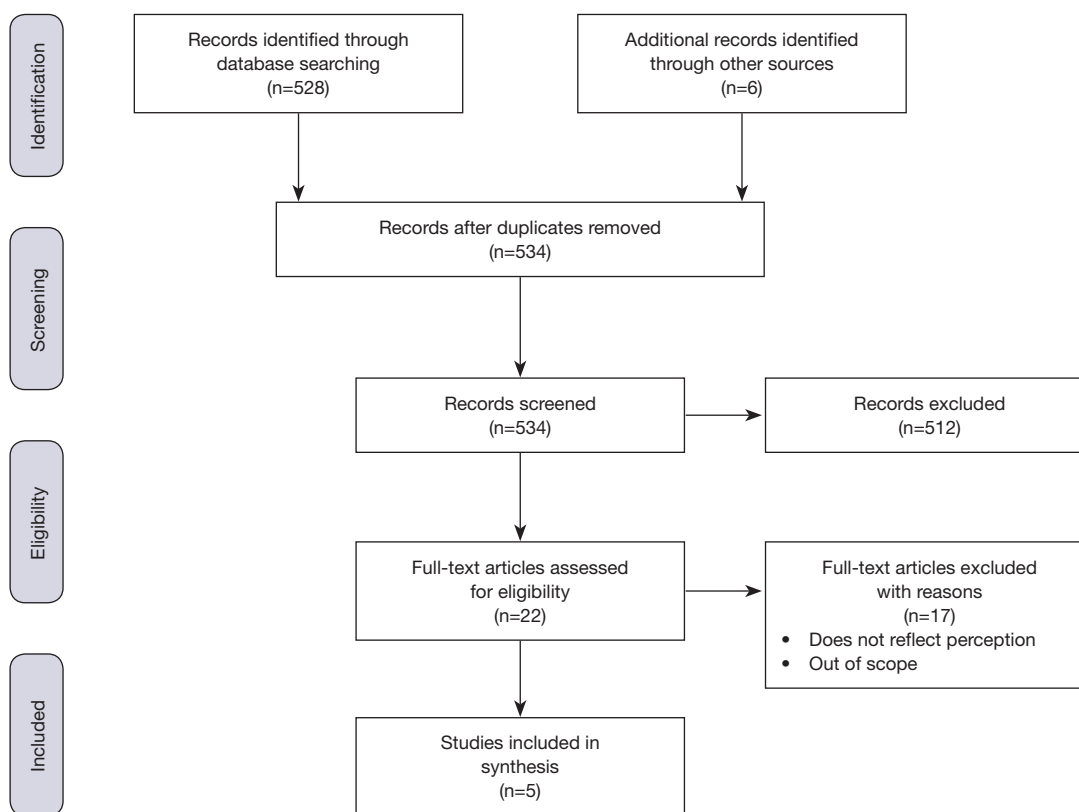 Identification
Records identified through
database searching
(n=528)
Additional records identified
through other sources
(n=6)
Records after duplicates removed
(n=534)
Screening
Records screened
(n=534)
Records excluded
(n=512)
Eligibility
Full-text articles assessed
for eligibility
(n=22)
Full-text articles excluded
with reasons
(n=17)
• Does not reflect perception
• Out of scope
Included
Studies included in
synthesis
(n=5)